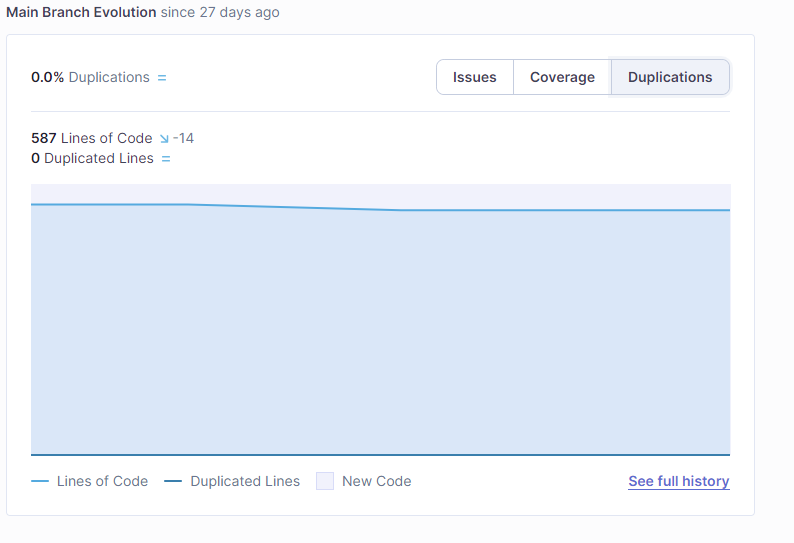 Main Branch Evolution since 27 days ago
0.0% Duplications =
Issues Coverage Duplications
587 Lines of Code ↘ -14
0 Duplicated Lines =
Lines of Code Duplicated Lines New Code See full history